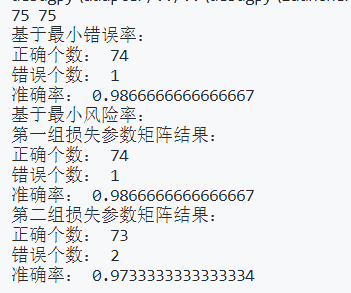 75 75
基于最小错误率：
正确个数： 74
错误个数： 1
准确率： 0.9866666666666667
基于最小风险率：
第一组损失参数矩阵结果：
正确个数： 74
错误个数： 1
准确率： 0.9866666666666667
第二组损失参数矩阵结果：
正确个数： 73
错误个数： 2
准确率： 0.9733333333333334